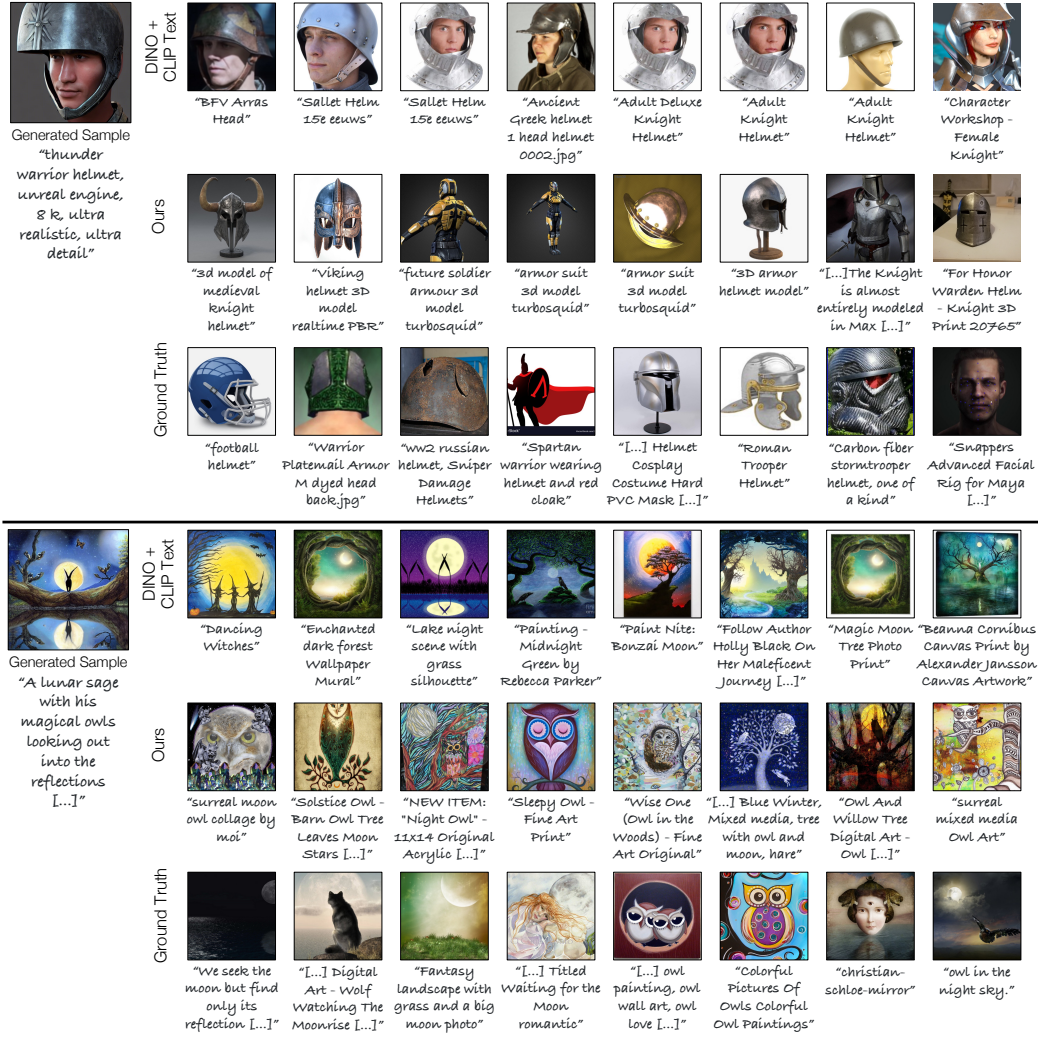 DINO +
CLIP Text
Generated Sample
"thunder
warrior helmet,
unreal engine,
8 k, ultra
realistic, ultra
detail"
"BFV Arras
Head"
"Sallet Helm
15e eeuws"
"Sallet Helm
15e eeuws"
"Ancient
Greek helmet
1 head helmet
0002.jpg"
"Adult Deluxe
Knight
Helmet"
"Adult
Knight
Helmet"
"Adult
Knight
Helmet"
"Character
Workshop -
Female
Knight"
Ours
"3d model of
medieval
knight
helmet"
"Viking
helmet 3D
model
realtime PBR"
"future soldier
armour 3d
model
turbosquid"
"armor suit
3d model
turbosquid"
"armor suit
3d model
turbosquid"
"3D armor
helmet model"
"[...]The Knight
is almost
entirely modeled
in Max [...]"
"For Honor
Warden Helm
- Knight 3D
Print 20765"
Ground Truth
"football
helmet"
"Warrior
Platemail Armor
M dyed head
back.jpg"
"ww2 russian
helmet, Sniper
Damage
Helmets"
"Spartan
warrior wearing
helmet and red
cloak"
"[...] Helmet
Cosplay
Costume Hard
PVC Mask [...]"
"Roman
Trooper
Helmet"
"Carbon fiber
stormtrooper
helmet, one of
a kind"
"Snappers
Advanced Facial
Rig for Maya
[...]"
DINO +
CLIP Text
Generated Sample
"A lunar sage
with his
magical owls
looking out
into the
reflections
[...]"
"Dancing
Witches"
"Enchanted
dark forest
Wallpaper
Mural"
"Lake night
scene with
grass
silhouette"
"Painting -
Midnight
Green by
Rebecca Parker"
"Paint Nite:
Bonzai Moon"
"Follow Author
Holly Black On
Her Maleficent
Journey [...]"
"Magic Moon
Tree Photo
Print"
"Beanna Cornibus
Canvas Print by
Alexander Jansson
Canvas Artwork"
Ours
"surreal moon
owl collage by
moi"
"Solstice Owl -
Barn Owl Tree
Leaves Moon
Stars [...]"
"NEW ITEM:
"Night Owl" -
11x14 Original
Acrylic [...]"
"Sleepy Owl -
Fine Art
Print"
"Wise One
(Owl in the
Woods) - Fine
Art Original"
"[...] Blue Winter,
Mixed media, tree
with owl and
moon, hare"
"Owl And
Willow Tree
Digital Art -
Owl [...]"
"surreal
mixed media
Owl Art"
Ground Truth
"We seek the
moon but find
only its
reflection [...]"
"[...] Digital
Art - Wolf
Watching The
Moonrise [...]"
"Fantasy
landscape with
grass and a big
moon photo"
"[...] Titled
Waiting for the
Moon
romantic"
"[...] owl
painting, owl
wall art, owl
love [...]"
"Colorful
Pictures Of
Owls Colorful
Owl Paintings"
"christian-
schloe-mirror"
"owl in the
night sky."